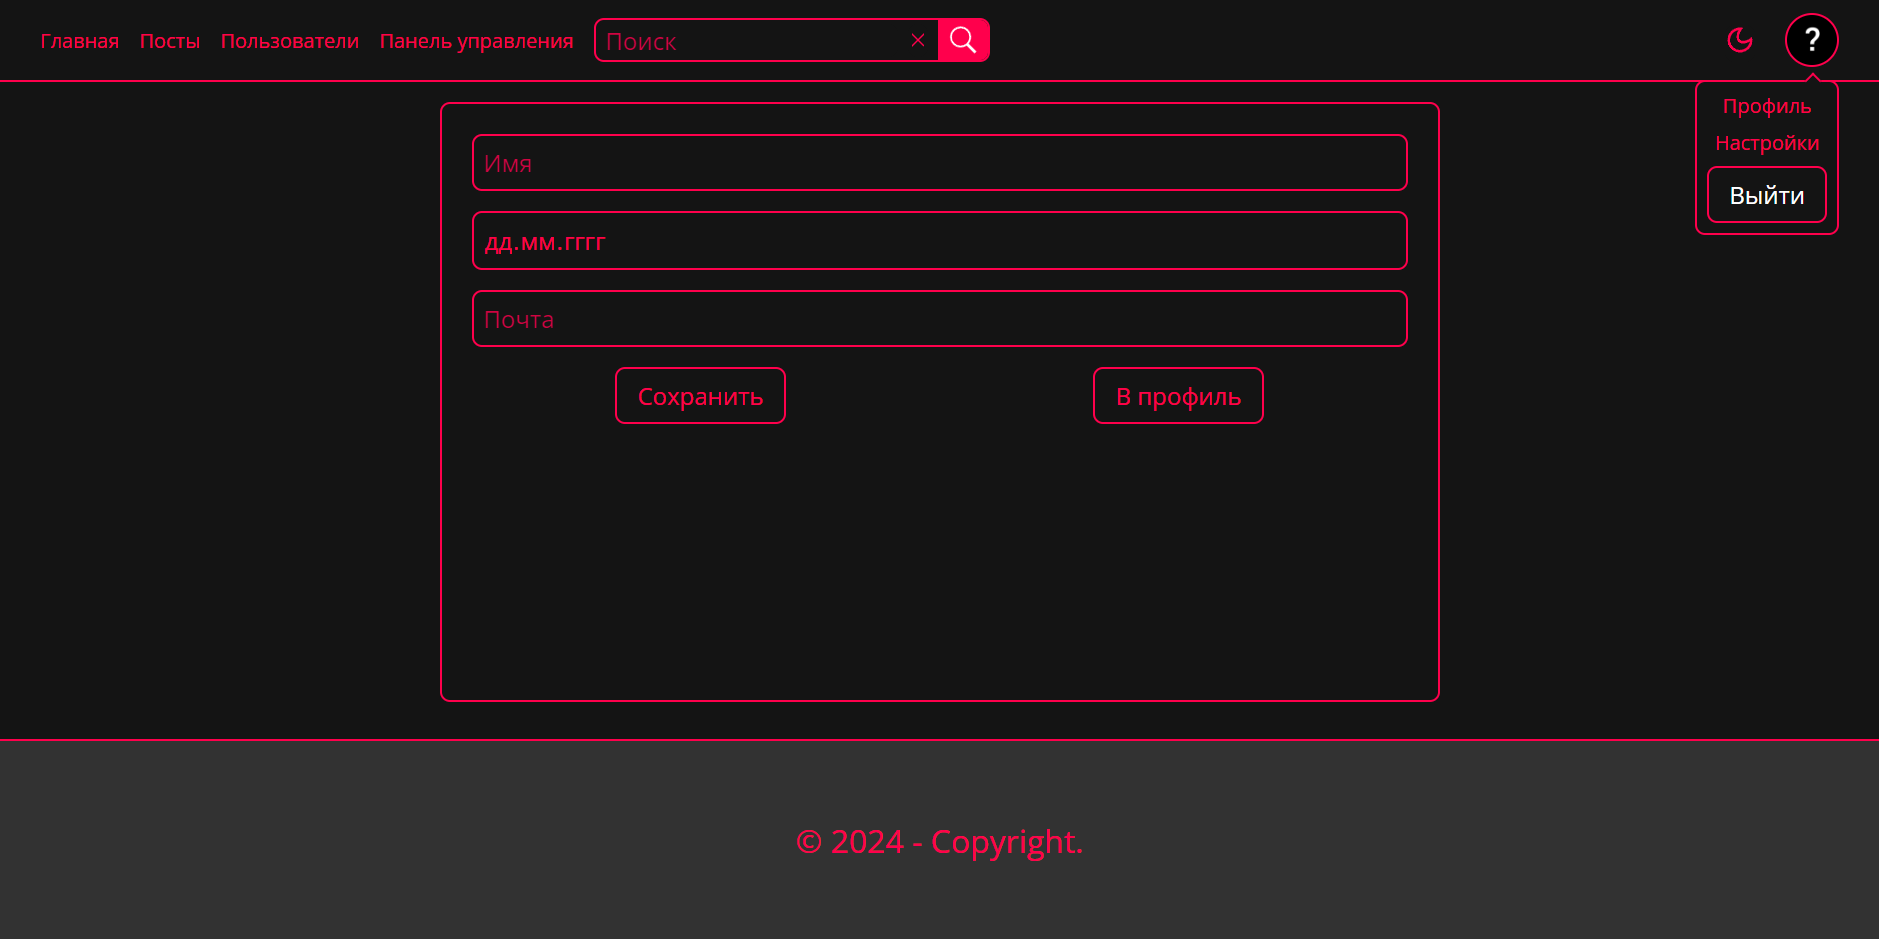 Главная Посты Пользователи Панель управления Поиск ?
Профиль
Настройки
Выйти
Имя
дд.мм.гггг
Почта
Сохранить В профиль
© 2024 - Copyright.